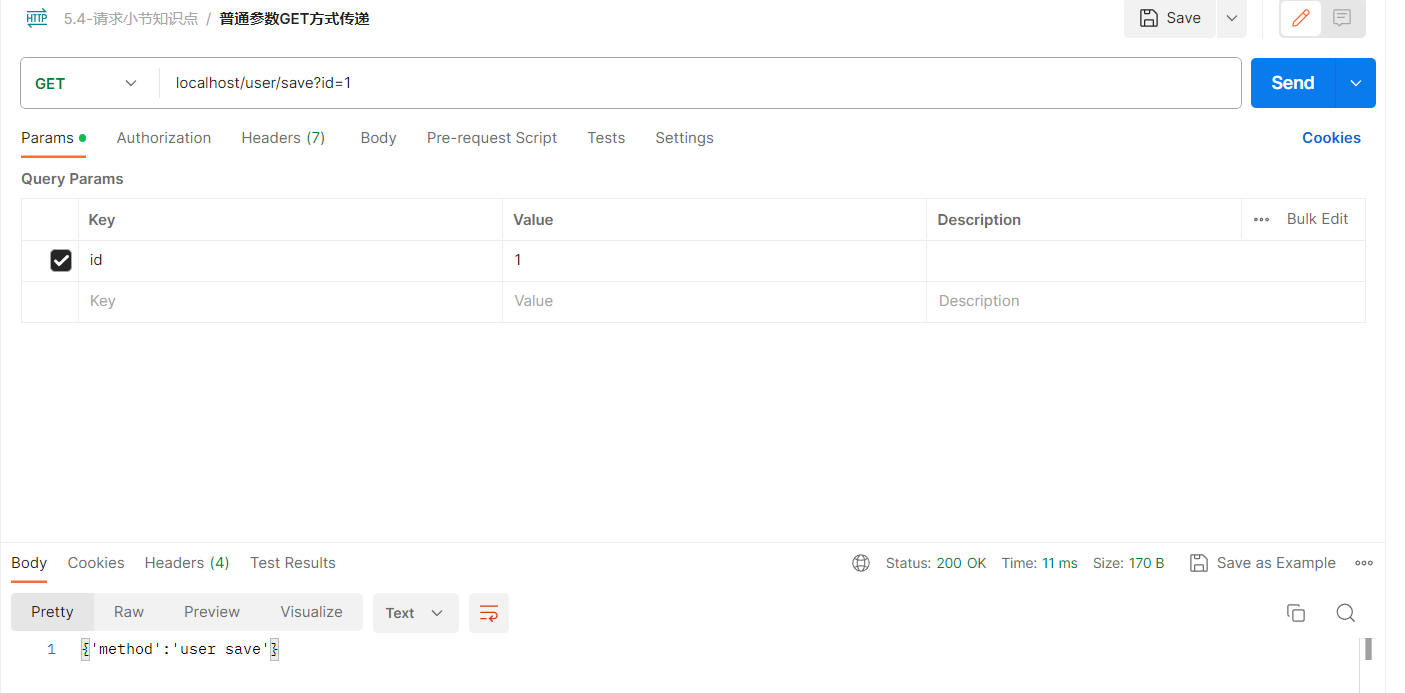 HTTP 5.4-请求小节知识点 / 普通参数GET方式传递 Save
GET localhost/user/save?id=1 Send
Params Authorization Headers (7) Body Pre-request Script Tests Settings Cookies
Query Params
Key Value Description Bulk Edit
id 1
Key Value Description
Body Cookies Headers (4) Test Results Status: 200 OK Time: 11 ms Size: 170 B Save as Example
Pretty Raw Preview Visualize Text
1 {'method':'user save'}